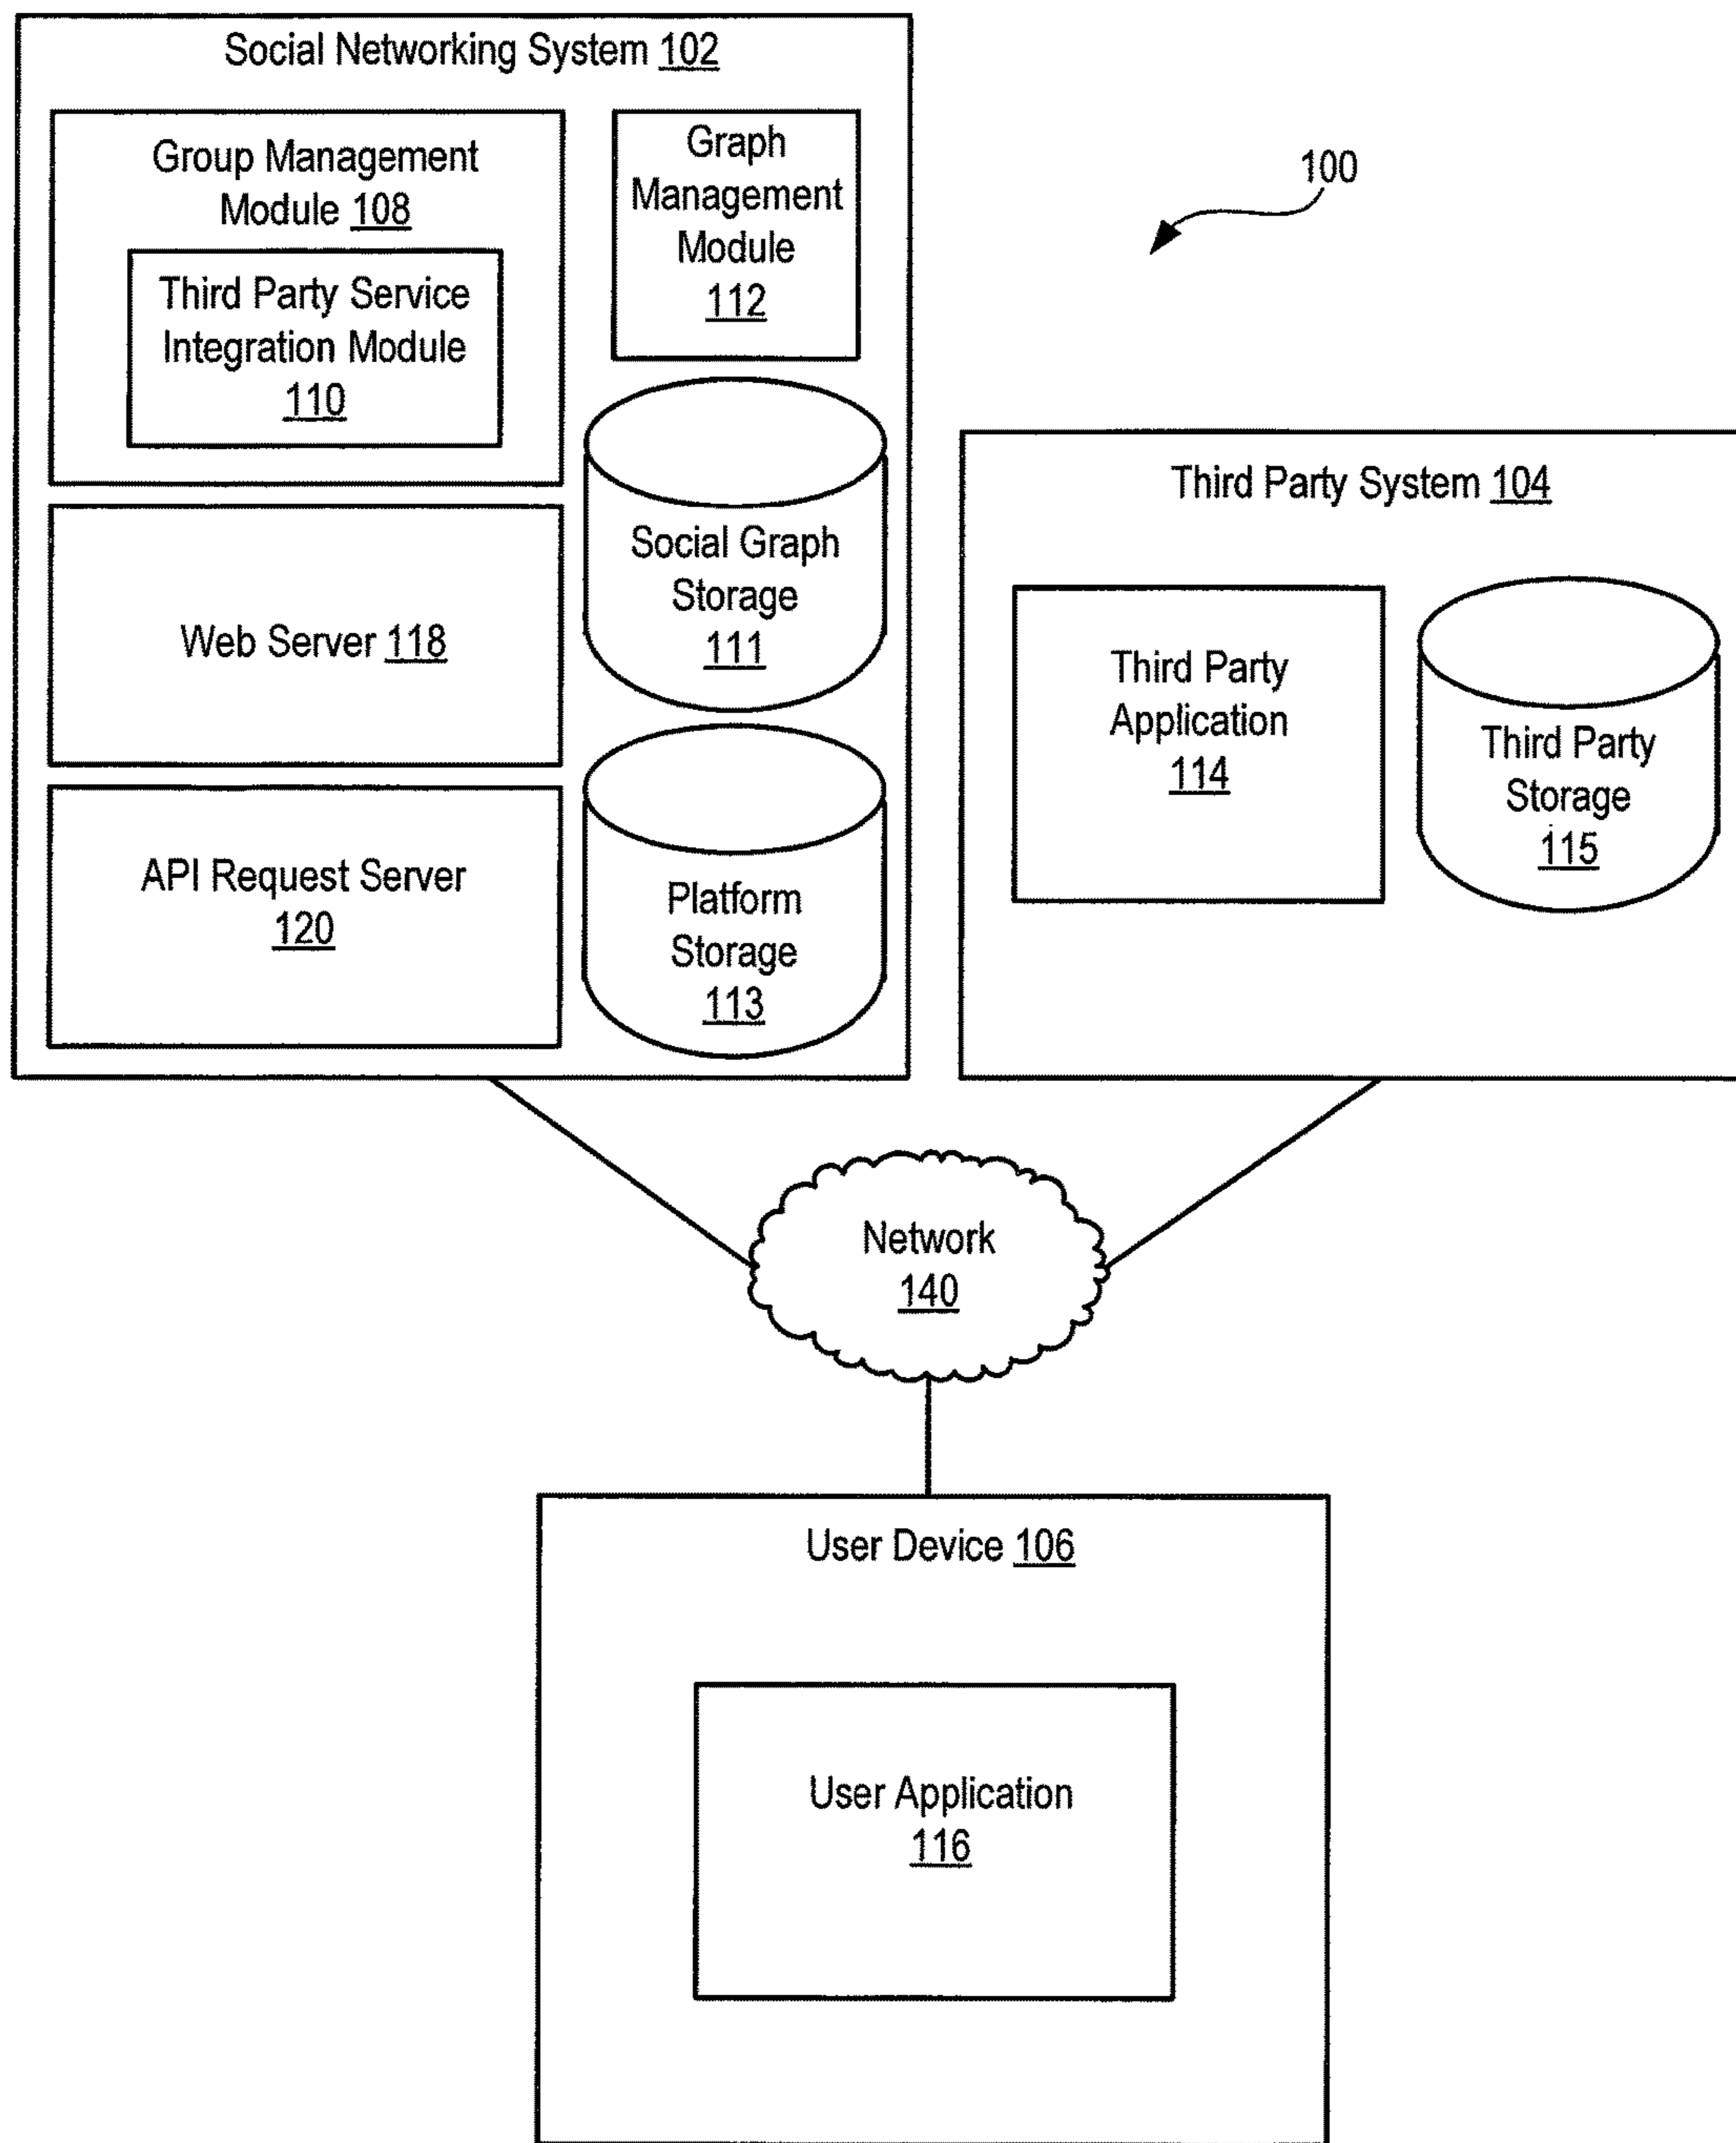 Social Networking System 102
Group Management
Module 108
Third Party Service
Integration Module
110
Graph
Management
Module
112
100
Social Graph
Storage
111
Web Server 118
API Request Server
120
Platform
Storage
113
Third Party System 104
Third Party
Application
114
Third Party
Storage
115
Network
140
User Device 106
User Application
116